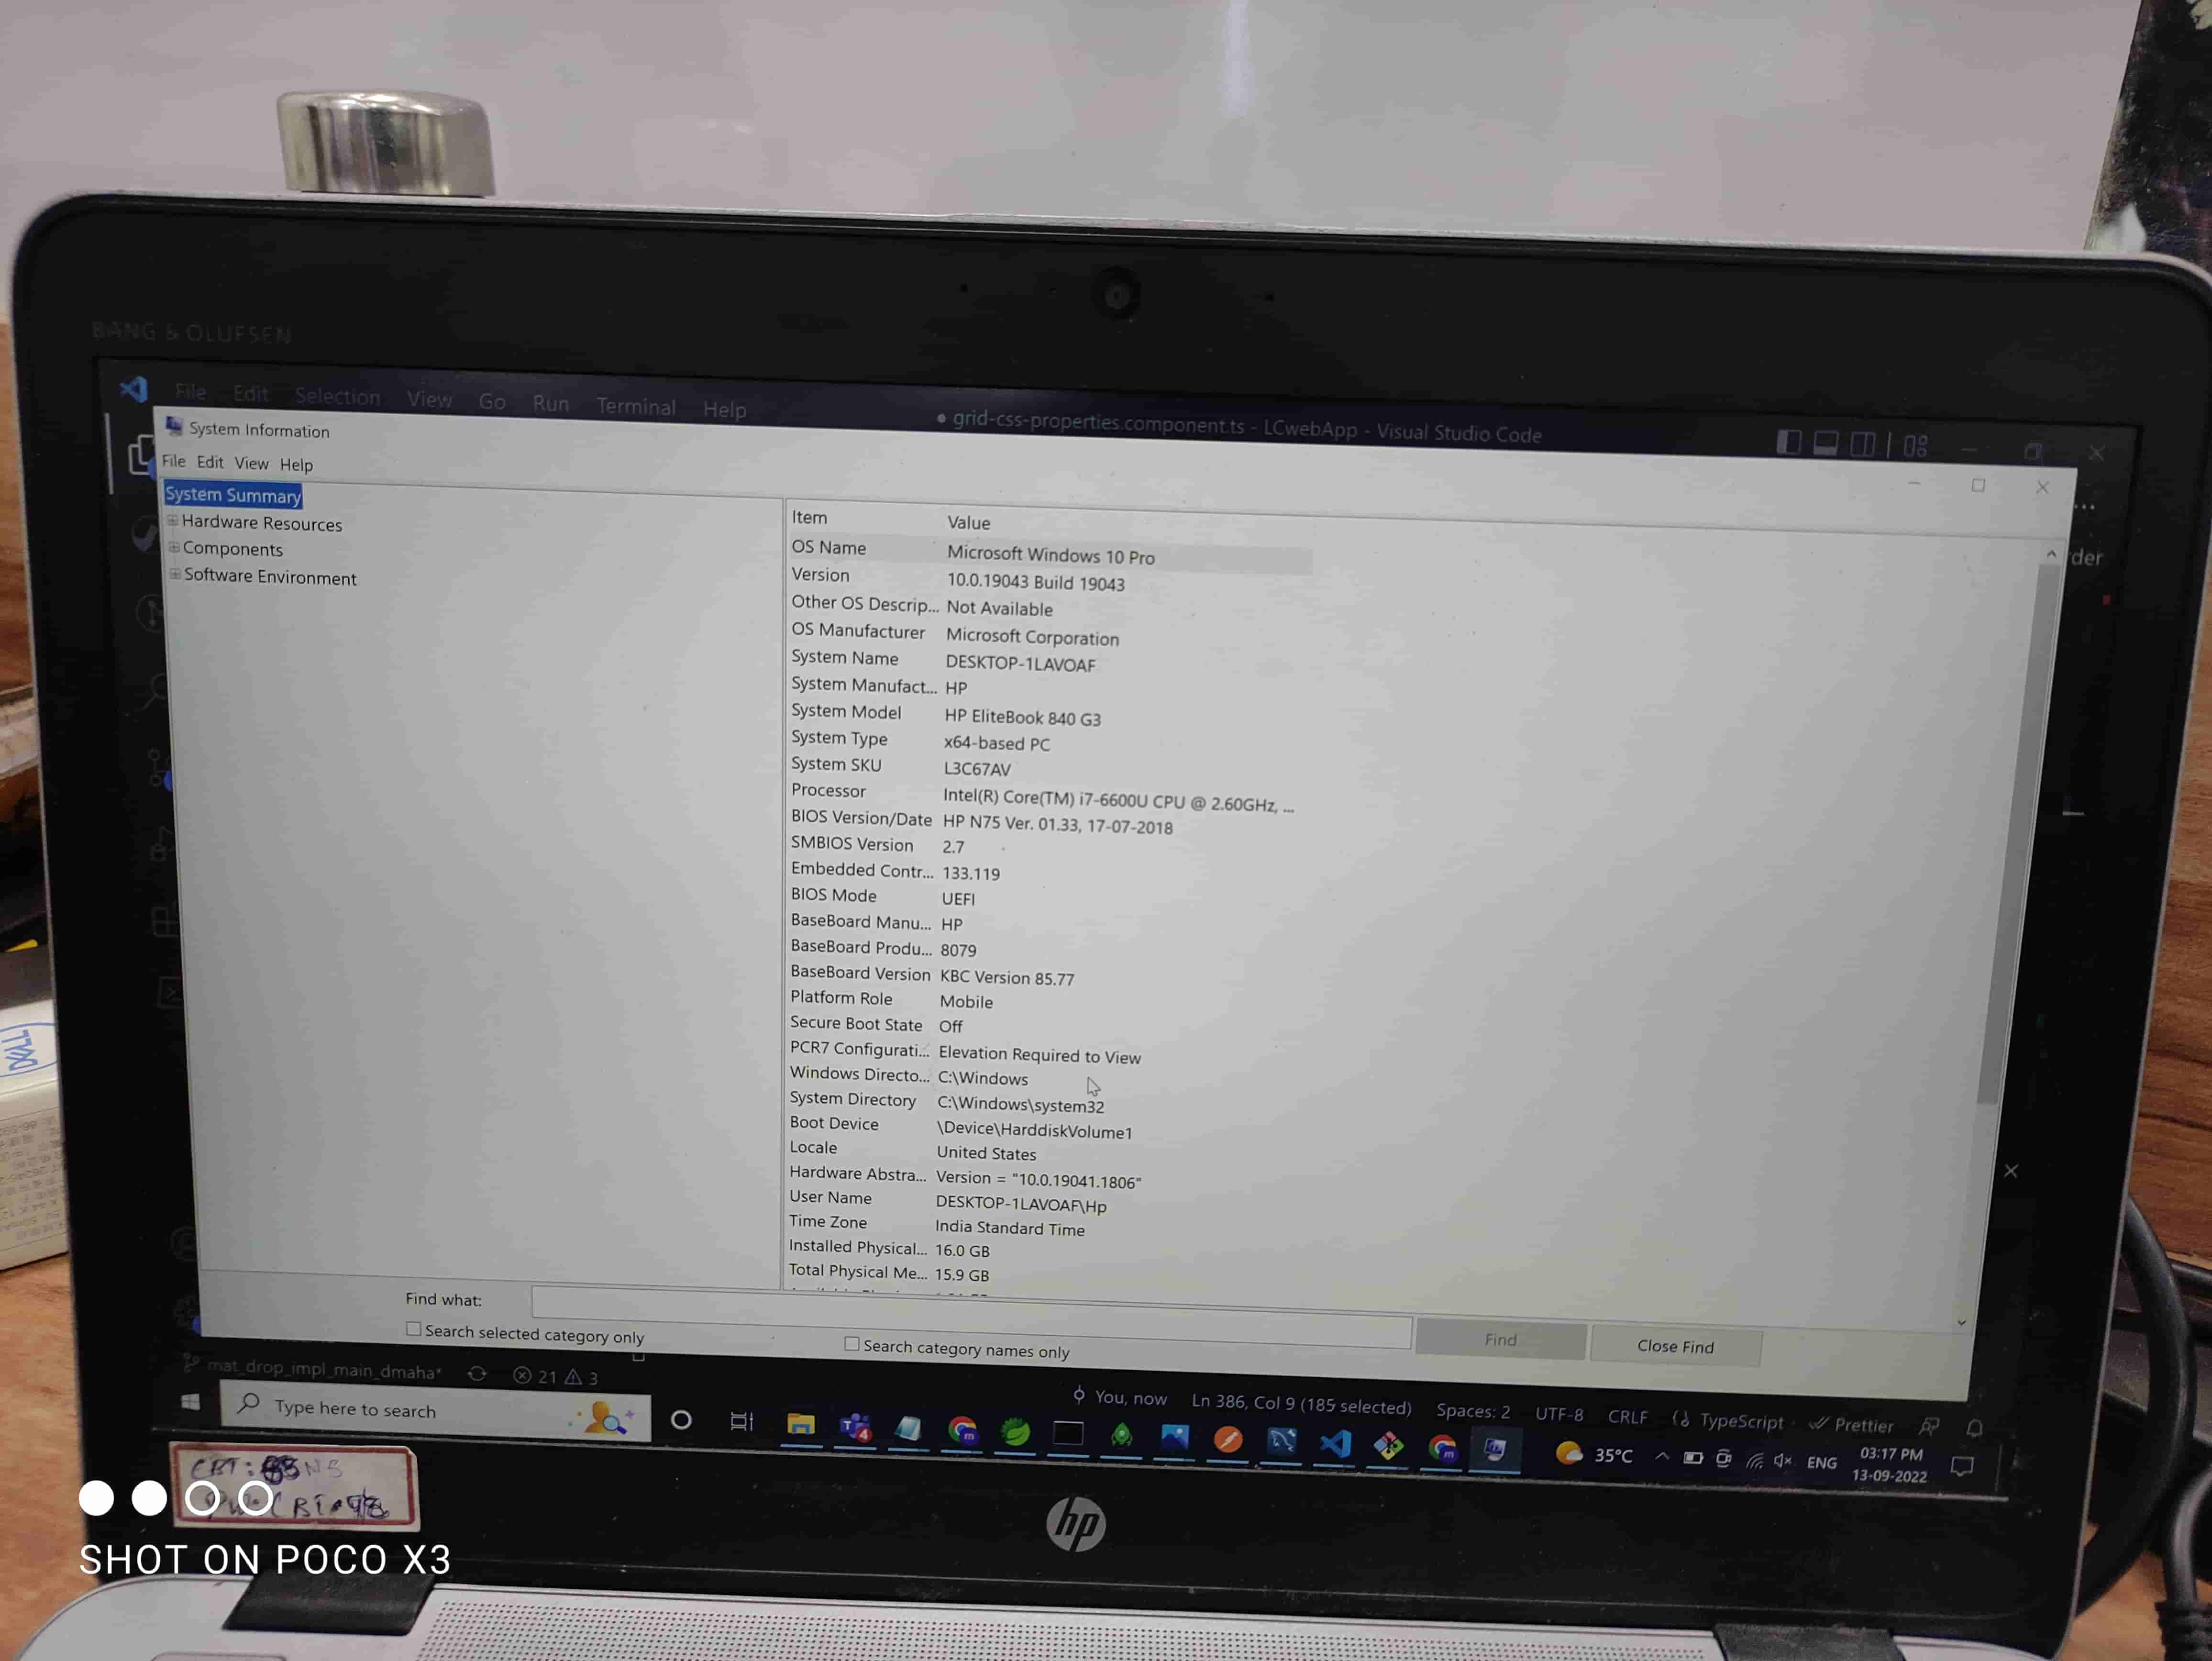 BANG & OLUFSEN
File Edit Selection View Go Run Terminal Help
● grid-css-properties.component.ts - LCwebApp - Visual Studio Code
System Information
File Edit View Help
System Summary
Hardware Resources
Components
Software Environment
Item Value
OS Name Microsoft Windows 10 Pro
Version 10.0.19043 Build 19043
Other OS Descrip... Not Available
OS Manufacturer Microsoft Corporation
System Name DESKTOP-1LAVOAF
System Manufact... HP
System Model HP EliteBook 840 G3
System Type x64-based PC
System SKU L3C67AV
Processor Intel(R) Core(TM) i7-6600U CPU @ 2.60GHz, ...
BIOS Version/Date HP N75 Ver. 01.33, 17-07-2018
SMBIOS Version 2.7
Embedded Contr... 133.119
BIOS Mode UEFI
BaseBoard Manu... HP
BaseBoard Produ... 8079
BaseBoard Version KBC Version 85.77
Platform Role Mobile
Secure Boot State Off
PCR7 Configurati... Elevation Required to View
Windows Directo... C:\Windows
System Directory C:\Windows\system32
Boot Device \Device\HarddiskVolume1
Locale United States
Hardware Abstra... Version = "10.0.19041.1806"
User Name DESKTOP-1LAVOAF\Hp
Time Zone India Standard Time
Installed Physical... 16.0 GB
Total Physical Me... 15.9 GB
der
Find what:
Find
Close Find
Search selected category only
Search category names only
mat_drop_impl_main_dmaha* 21 3
You, now Ln 386, Col 9 (185 selected) Spaces: 2 UTF-8 CRLF TypeScript Prettier
Type here to search
35°C ENG 03:17 PM
13-09-2022
DELL
hp
SHOT ON POCO X3